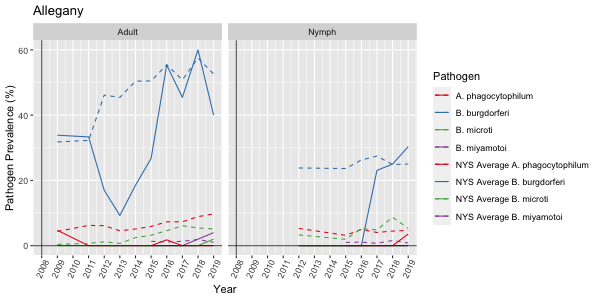 Allegany
Adult
Nymph
Pathogen Prevalence (%)
60
40
20
0
2008 2009 2011 2012 2013 2014 2015 2016 2017 2018 2019
2008 2009 2010 2011 2012 2013 2014 2015 2016 2017 2018 2019
Year
Pathogen
A. phagocytophilum
B. burgdorferi
B. microti
B. miyamotoi
NYS Average A. phagocytophilum
NYS Average B. burgdorferi
NYS Average B. microti
NYS Average B. miyamotoi